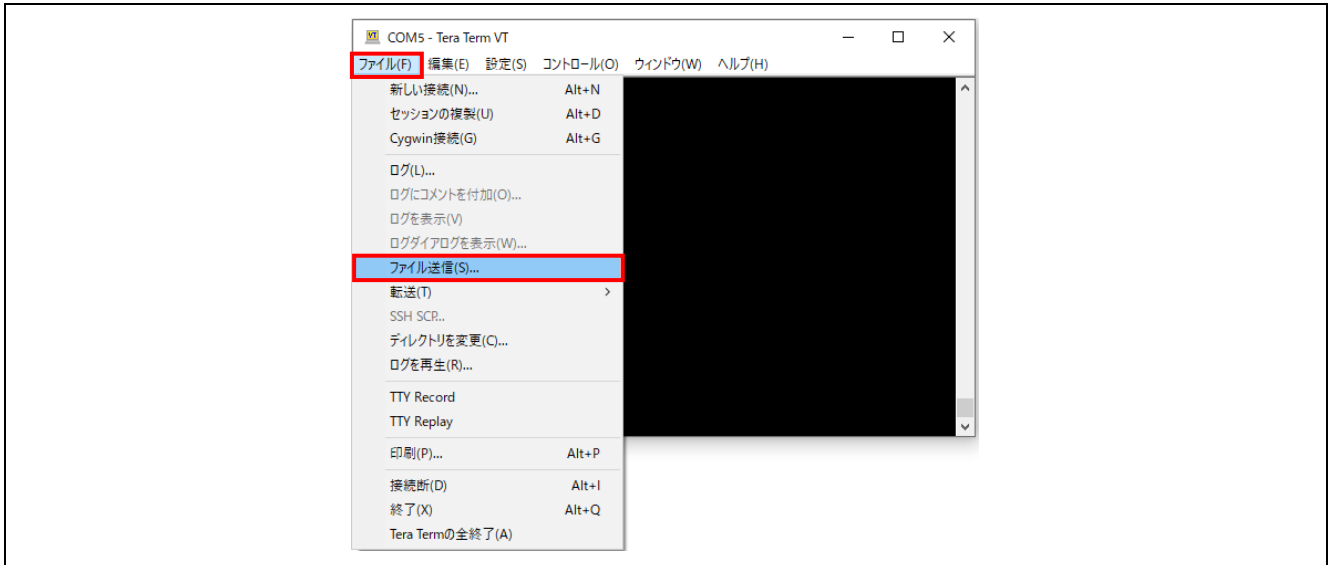 COM5 - Tera Term VT
ファイル(F) 編集(E) 設定(S) コントロール(O) ウィンドウ(W) ヘルプ(H)
新しい接続(N)... Alt+N
セッションの複製(U) Alt+D
Cygwin接続(G) Alt+G
ログ(L)...
ログにコメントを付加(O)...
ログを表示(V)
ログダイアログを表示(W)...
ファイル送信(S)...
転送(T) >
SSH SCP...
ディレクトリを変更(C)...
ログを再生(R)...
TTY Record
TTY Replay
印刷(P)... Alt+P
接続断(D) Alt+I
終了(X) Alt+Q
Tera Termの全終了(A)